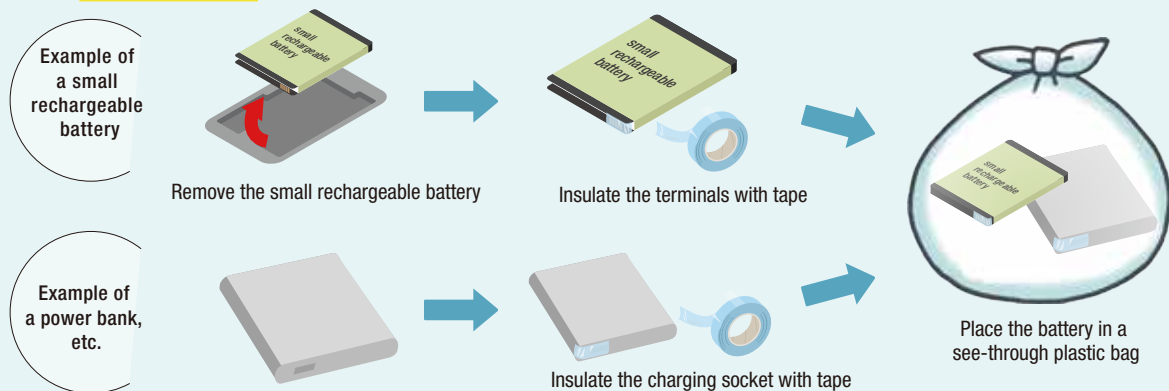 Example of
a small
rechargeable
battery
small
rechargeable
battery
Remove the small rechargeable battery
small
rechargeable
battery
Insulate the terminals with tape
Example of
a power bank,
etc.
Insulate the charging socket with tape
small
rechargeable
battery
Place the battery in a
see-through plastic bag